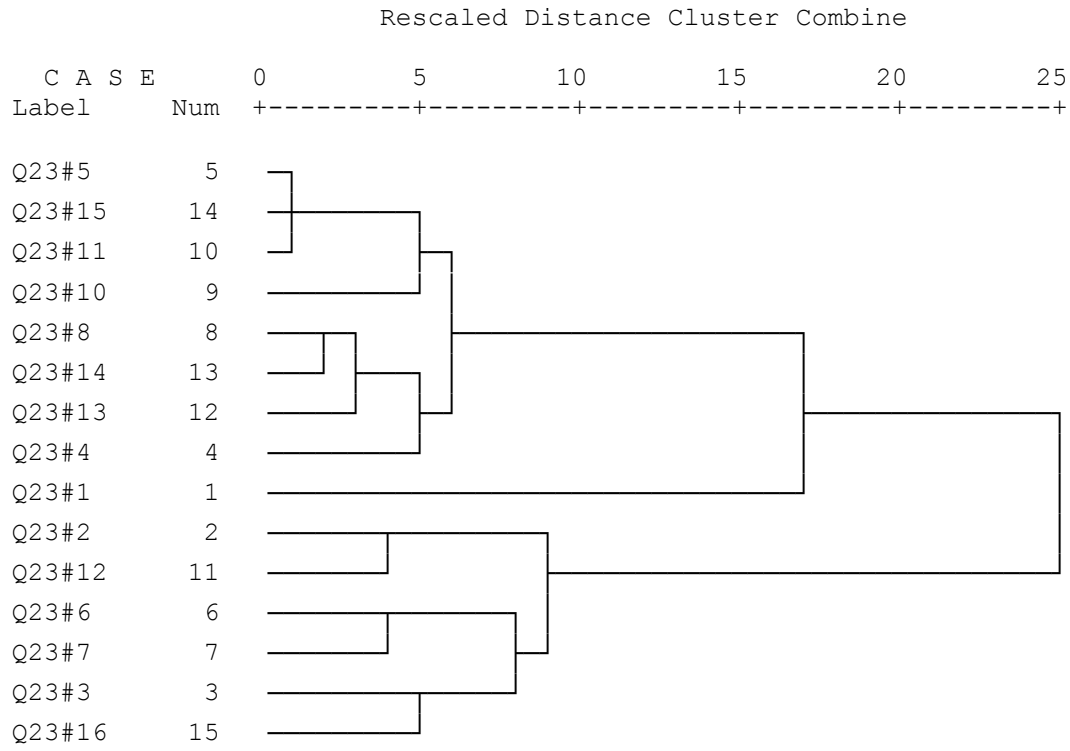 Rescaled Distance Cluster Combine
C A S E 0 5 10 15 20 25
Label Num +---------+---------+---------+---------+---------+
Q23#5 5
Q23#15 14
Q23#11 10
Q23#10 9
Q23#8 8
Q23#14 13
Q23#13 12
Q23#4 4
Q23#1 1
Q23#2 2
Q23#12 11
Q23#6 6
Q23#7 7
Q23#3 3
Q23#16 15